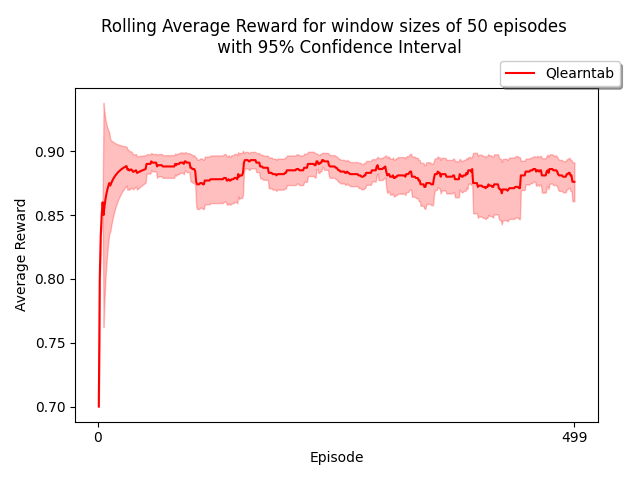 Rolling Average Reward for window sizes of 50 episodes
with 95% Confidence Interval
Qlearntab
0.90
0.85
0.80
0.75
0.70
Average Reward
0
499
Episode